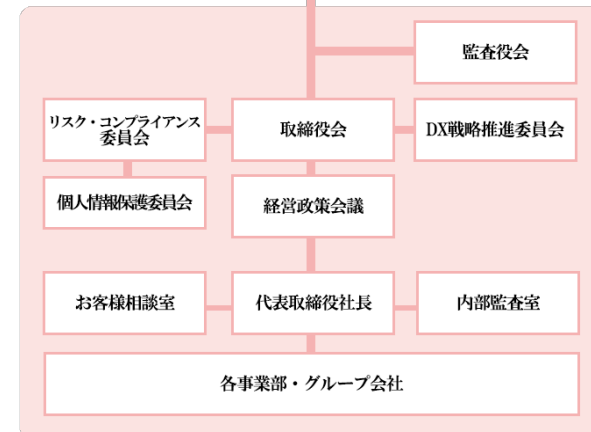 監査役会
リスク・コンプライアンス
委員会
取締役会
DX戦略推進委員会
個人情報保護委員会
経営政策会議
お客様相談室
代表取締役社長
内部監査室
各事業部・グループ会社